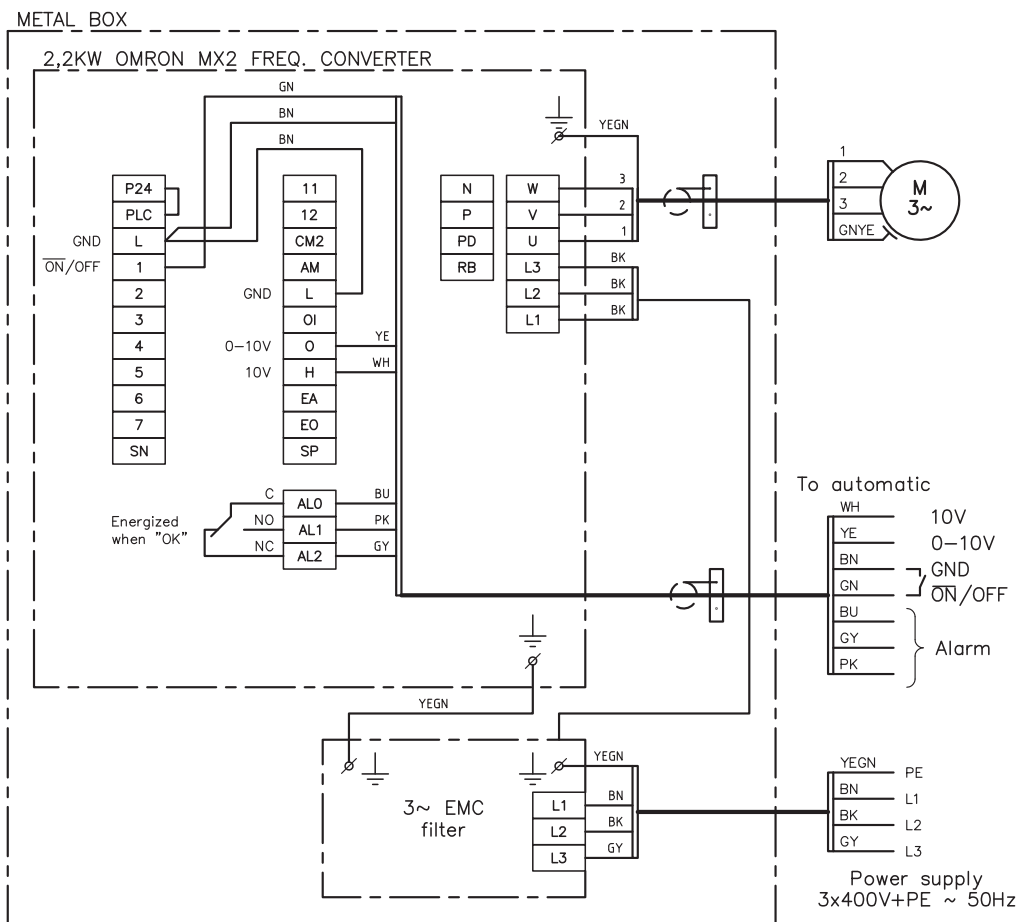 METAL BOX
2,2KW OMRON MX2 FREQ. CONVERTER
GN
BN
BN
YEGN
P24
PLC
L
1
2
3
4
5
6
7
SN
GND
ON/OFF
11
12
CM2
AM
L
OI
O
H
EA
EO
SP
GND
0-10V
10V
YE
WH
N
P
PD
RB
W
V
U
L3
L2
L1
3
2
1
BK
BK
BK
1
2
3
GNYE
M
3~
Energized
when "OK"
C
NO
NC
AL0
AL1
AL2
BU
PK
GY
To automatic
WH
10V
YE
0-10V
BN
GND
GN
ON/OFF
BU
GY
PK
Alarm
YEGN
3~ EMC
filter
YEGN
L1
L2
L3
BN
BK
GY
YEGN
PE
BN
L1
BK
L2
GY
L3
Power supply
3x400V+PE ~ 50Hz